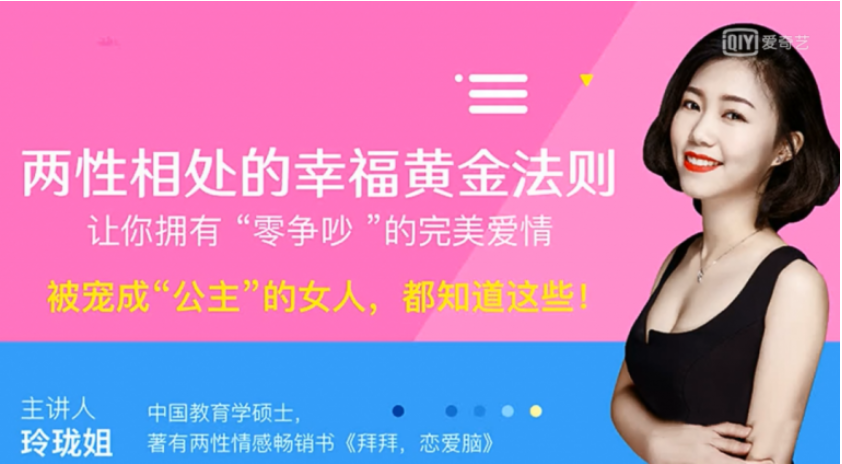 iQIYI 爱奇艺
两性相处的幸福黄金法则
让你拥有“零争吵 ”的完美爱情
被宠成“公主”的女人，都知道这些！
主讲人
玲珑姐
中国教育学硕士，
著有两性情感畅销书《拜拜，恋爱脑》